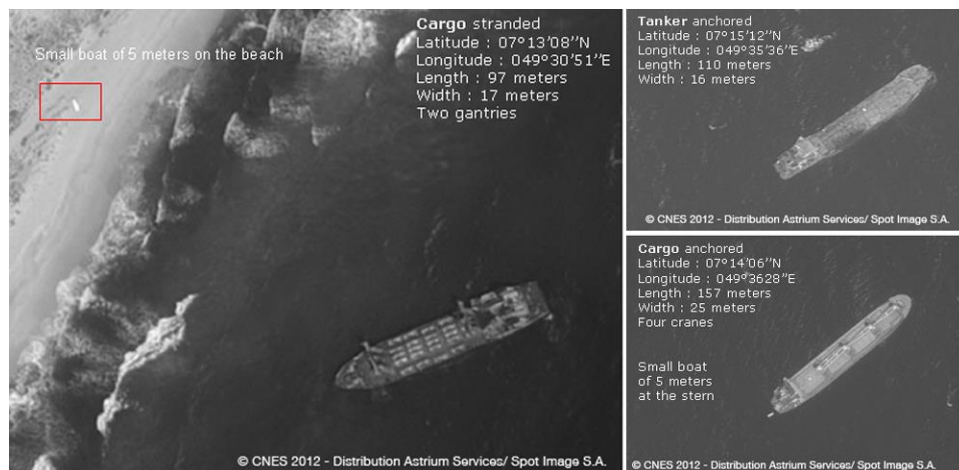 Small boat of 5 meters on the beach
Cargo stranded
Latitude : 07°13’08’’N
Longitude : 049°30’51’’E
Length : 97 meters
Width : 17 meters
Two gantries
© CNES 2012 - Distribution Astrium Services/ Spot Image S.A.
Tanker anchored
Latitude : 07°15’12’’N
Longitude : 049°35’36’’E
Length : 110 meters
Width : 16 meters
© CNES 2012 - Distribution Astrium Services/ Spot Image S.A.
Cargo anchored
Latitude : 07°14’06’’N
Longitude : 049°3628’’E
Length : 157 meters
Width : 25 meters
Four cranes
Small boat
of 5 meters
at the stern
© CNES 2012 - Distribution Astrium Services/ Spot Image S.A.